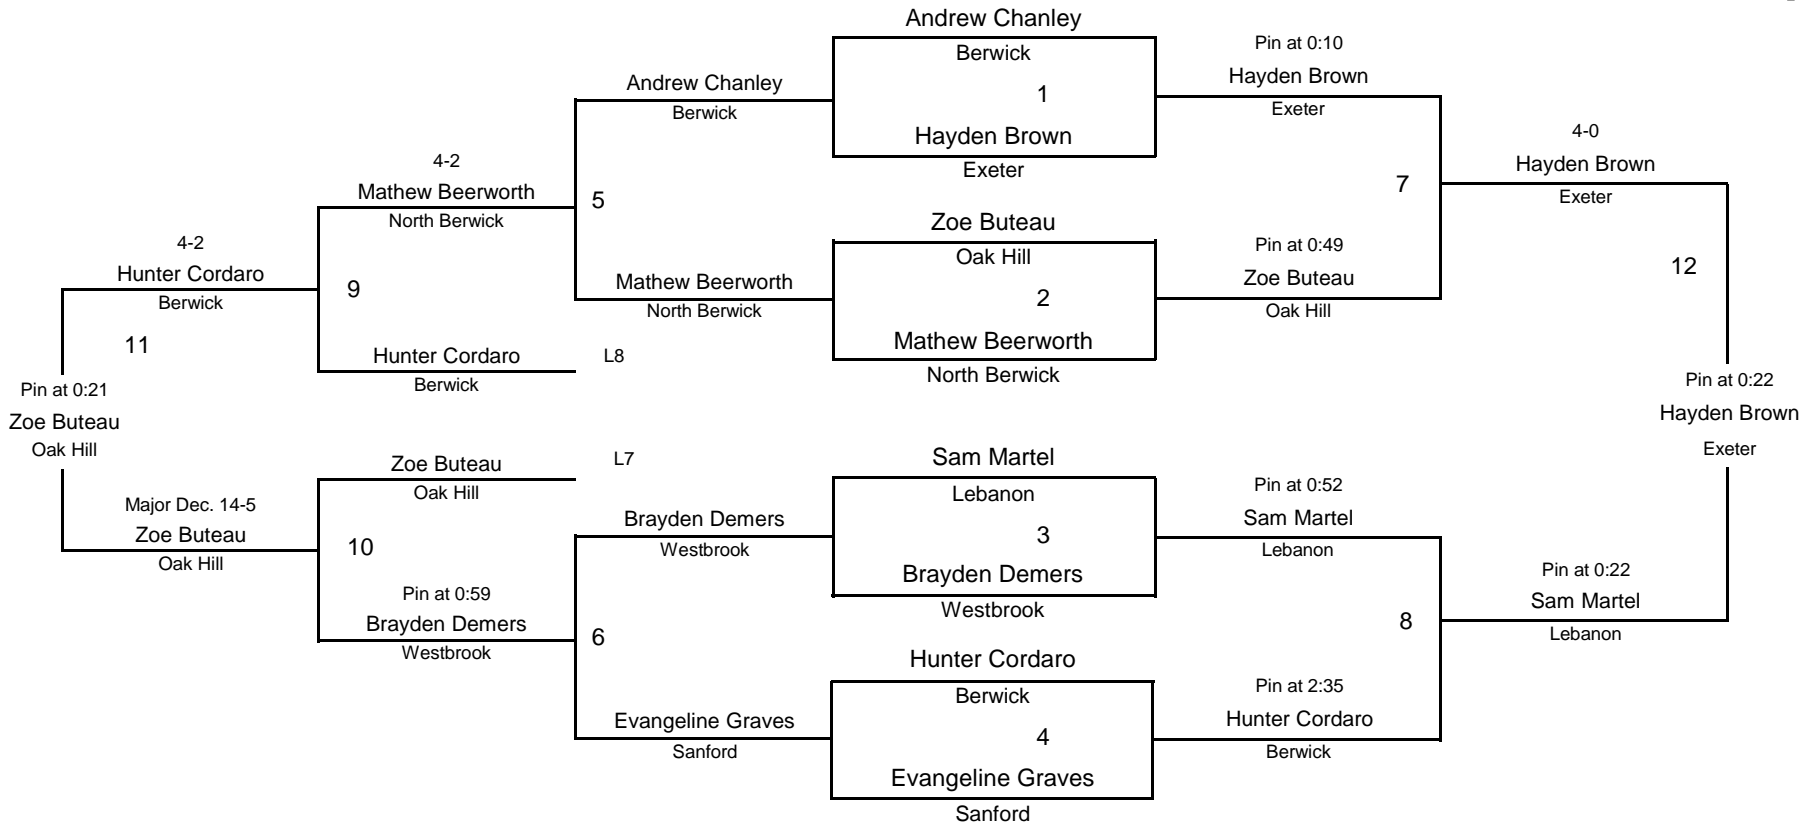 Andrew Chanley
Berwick
1
Hayden Brown
Exeter
Pin at 0:10
Hayden Brown
Exeter
Andrew Chanley
Berwick
4-0
Hayden Brown
Exeter
4-2
Mathew Beerworth
North Berwick
5
7
Zoe Buteau
Oak Hill
2
Mathew Beerworth
North Berwick
Pin at 0:49
Zoe Buteau
Oak Hill
4-2
Hunter Cordaro
Berwick
9
Mathew Beerworth
North Berwick
12
11
Hunter Cordaro
Berwick
L8
Pin at 0:21
Zoe Buteau
Oak Hill
Pin at 0:22
Hayden Brown
Exeter
Zoe Buteau
Oak Hill
L7
Sam Martel
Lebanon
3
Brayden Demers
Westbrook
Pin at 0:52
Sam Martel
Lebanon
Major Dec. 14-5
Zoe Buteau
Oak Hill
10
Brayden Demers
Westbrook
Pin at 0:59
Brayden Demers
Westbrook
6
8
Pin at 0:22
Sam Martel
Lebanon
Hunter Cordaro
Berwick
4
Evangeline Graves
Sanford
Pin at 2:35
Hunter Cordaro
Berwick
Evangeline Graves
Sanford